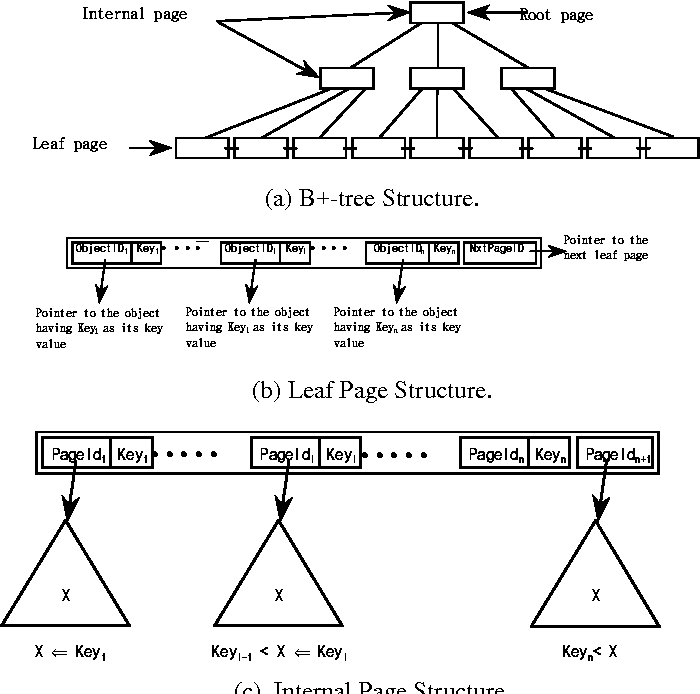 Internal page
Root page
Leaf page
(a) B+-tree Structure.
ObjectID₁ Key₁ ···· ObjectIDᵢ Keyᵢ ···· ObjectIDₙ Keyₙ NxtPageID
Pointer to the
next leaf page
Pointer to the object
having Key₁ as its key
value
Pointer to the object
having Keyᵢ as its key
value
Pointer to the object
having Keyₙ as its key
value
(b) Leaf Page Structure.
PageId₁ Key₁ ····· PageIdᵢ Keyᵢ ····· PageIdₙ Keyₙ PageIdₙ₊₁
X X X
X ⇐ Key₁
Keyᵢ₋₁ < X ⇐ Keyᵢ
Keyₙ< X
(c) Internal Page Structure